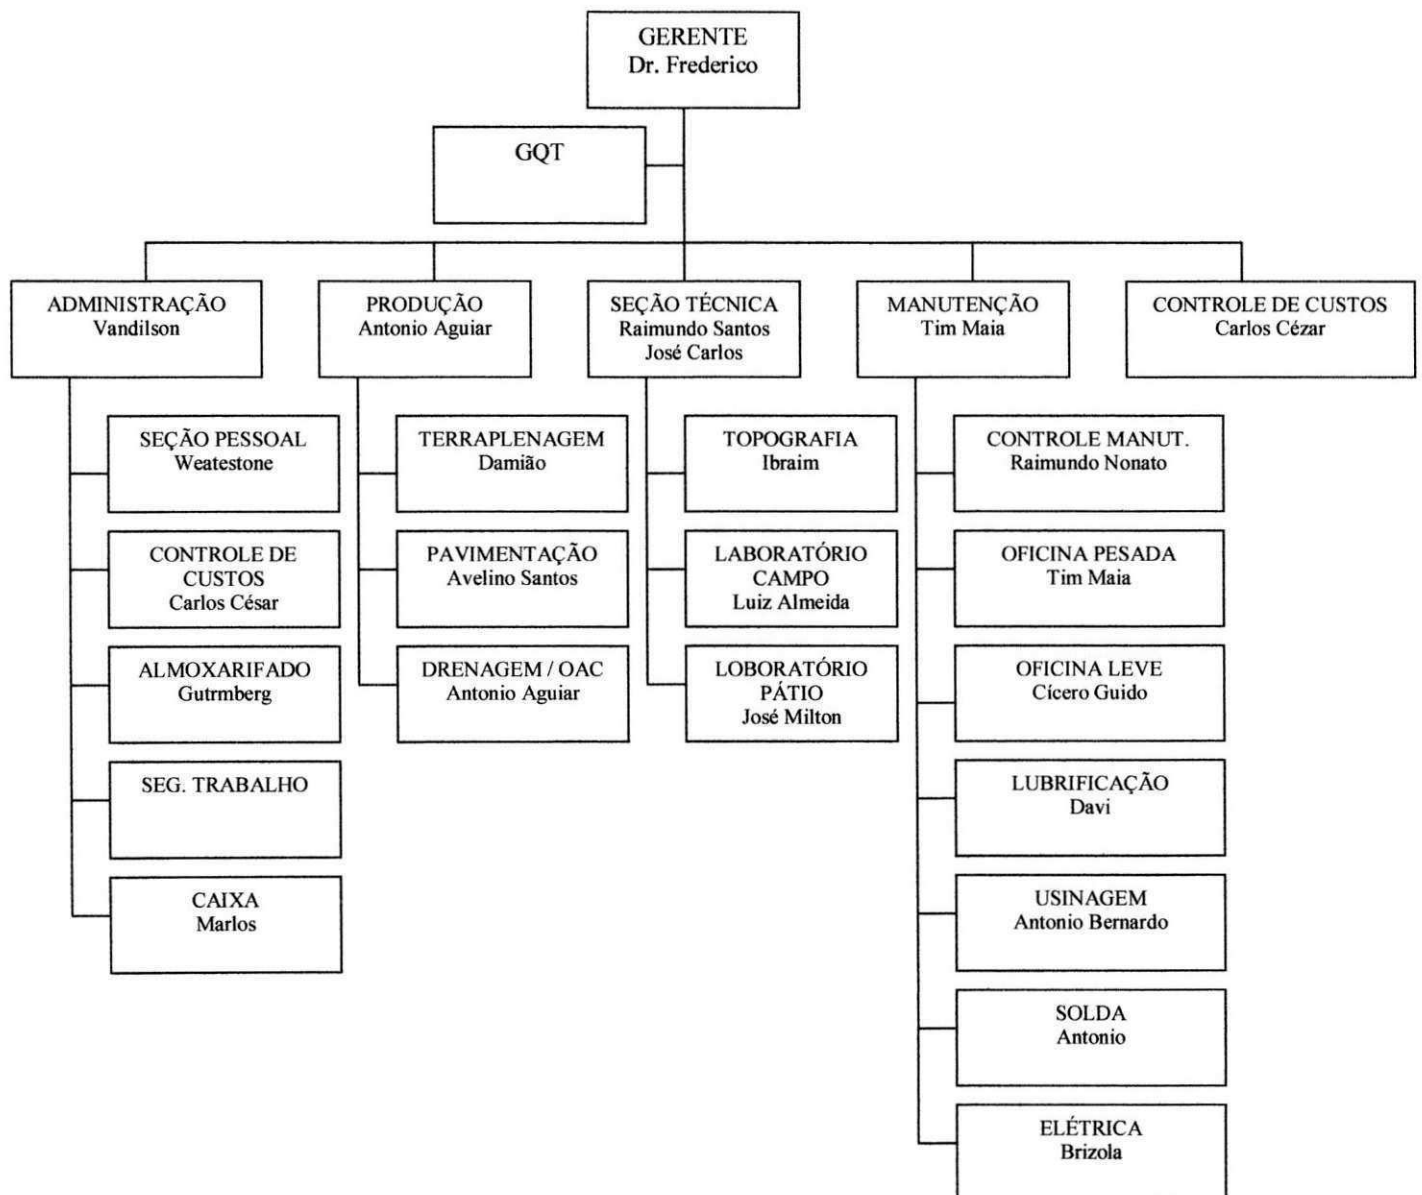 GERENTE
Dr. Frederico
GQT
ADMINISTRAÇÃO
Vandilson
PRODUÇÃO
Antonio Aguiar
SEÇÃO TÉCNICA
Raimundo Santos
José Carlos
MANUTENÇÃO
Tim Maia
CONTROLE DE CUSTOS
Carlos Cézar
SEÇÃO PESSOAL
Weatestone
CONTROLE DE
CUSTOS
Carlos César
ALMOXARIFADO
Gutrmberg
SEG. TRABALHO
CAIXA
Marlos
TERRAPLENAGEM
Damião
PAVIMENTAÇÃO
Avelino Santos
DRENAGEM / OAC
Antonio Aguiar
TOPOGRAFIA
Ibraim
LABORATÓRIO
CAMPO
Luiz Almeida
LOBORATÓRIO
PÁTIO
José Milton
CONTROLE MANUT.
Raimundo Nonato
OFICINA PESADA
Tim Maia
OFICINA LEVE
Cícero Guido
LUBRIFICAÇÃO
Davi
USINAGEM
Antonio Bernardo
SOLDA
Antonio
ELÉTRICA
Brizola